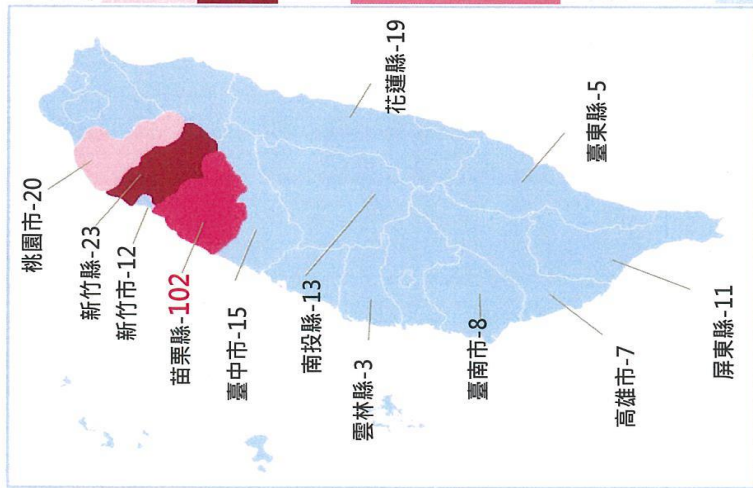 桃園市-20
新竹縣-23
新竹市-12
苗栗縣-102
臺中市-15
南投縣-13
雲林縣-3
臺南市-8
高雄市-7
屏東縣-11
花蓮縣-19
臺東縣-5